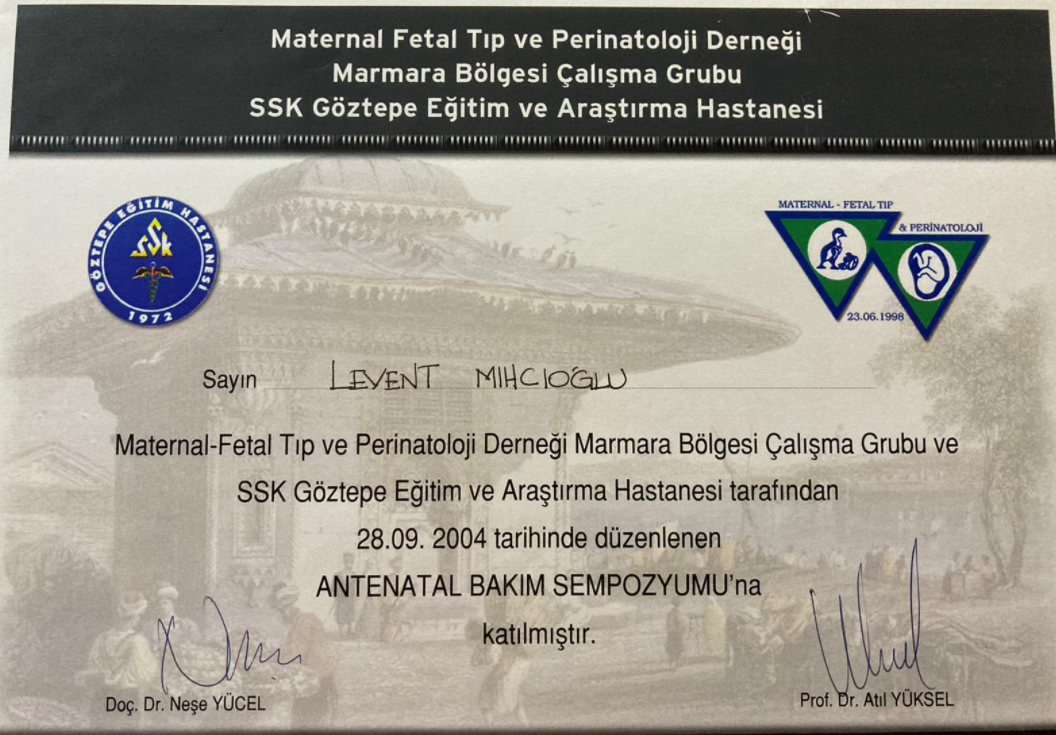 Maternal Fetal Tıp ve Perinatoloji Derneği
Marmara Bölgesi Çalışma Grubu
SSK Göztepe Eğitim ve Araştırma Hastanesi
GÖZTEPE EĞİTİM HASTANESİ
SSK
1972
MATERNAL - FETAL TIP
& PERİNATOLOJİ
23.06.1998
Sayın LEVENT MIHCIOĞLU
Maternal-Fetal Tıp ve Perinatoloji Derneği Marmara Bölgesi Çalışma Grubu ve
SSK Göztepe Eğitim ve Araştırma Hastanesi tarafından
28.09. 2004 tarihinde düzenlenen
ANTENATAL BAKIM SEMPOZYUMU'na
katılmıştır.
Doç. Dr. Neşe YÜCEL
Prof. Dr. Atıl YÜKSEL